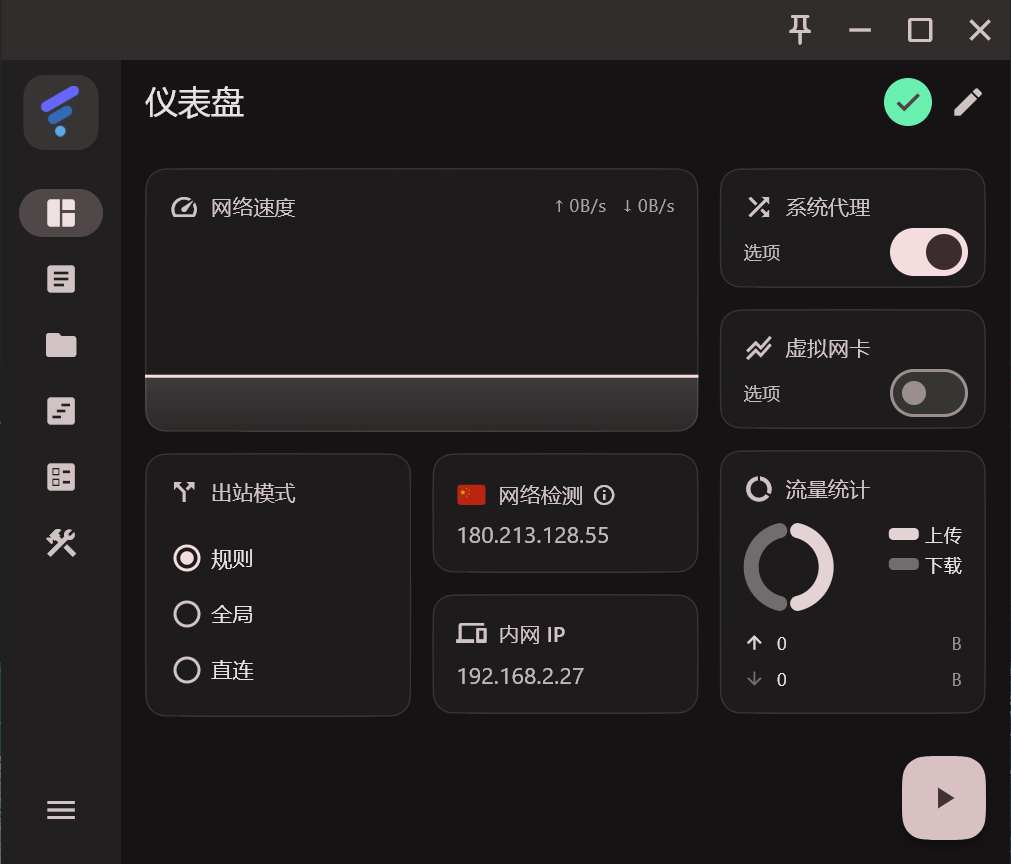 仪表盘
网络速度
↑ 0B/s ↓ 0B/s
系统代理
选项
虚拟网卡
选项
出站模式
规则
全局
直连
网络检测
180.213.128.55
内网 IP
192.168.2.27
流量统计
上传
下载
↑ 0 B
↓ 0 B